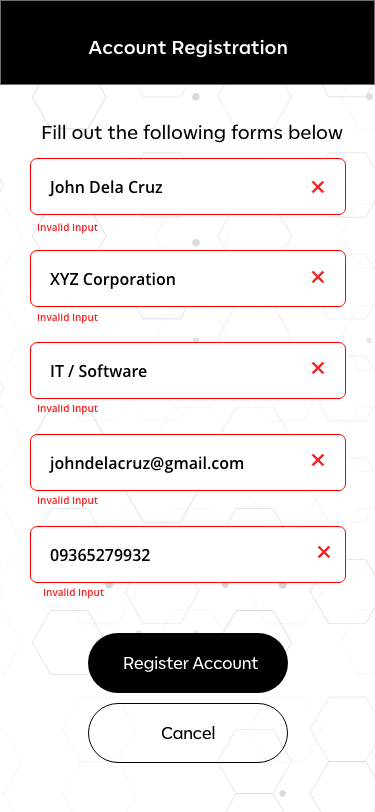 Account Registration
Fill out the following forms below
John Dela Cruz
Invalid Input
XYZ Corporation
Invalid Input
IT / Software
Invalid Input
johndelacruz@gmail.com
Invalid Input
09365279932
Invalid Input
Register Account
Cancel